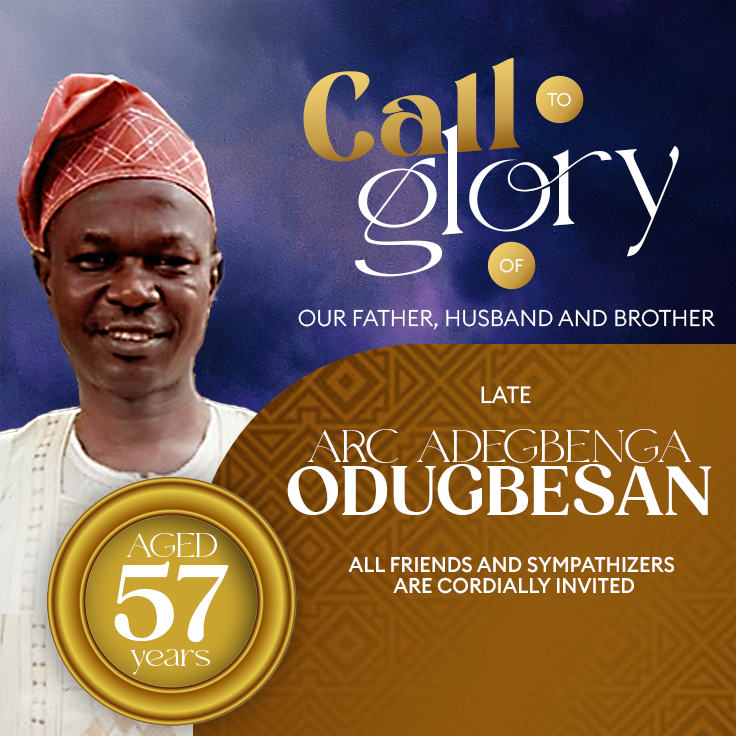 Call TO
glory
OF
OUR FATHER, HUSBAND AND BROTHER
LATE
ARC ADEGBENGA
ODUGBESAN
ALL FRIENDS AND SYMPATHIZERS
ARE CORDIALLY INVITED
AGED
57
years